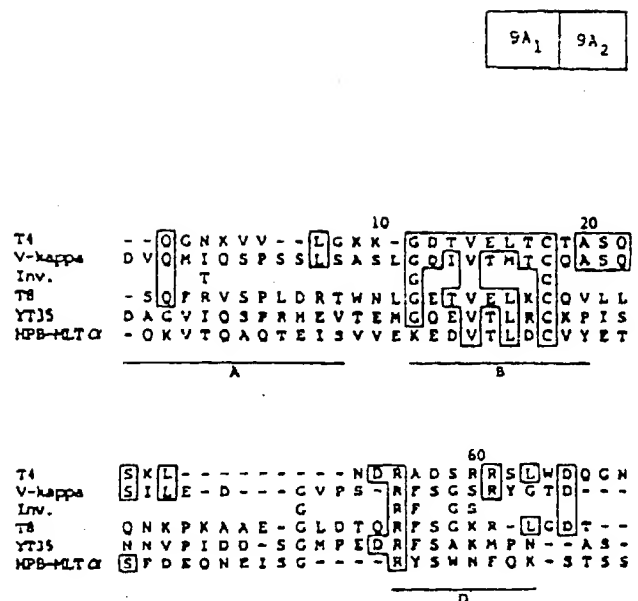 9A1 9A2
10 20
T4 - - Q G N K V V - - L G K K - G D T V E L T C T A S Q
V-kappa D V Q M I Q S P S S L S A S L G D I V T M T C Q A S Q
Inv. T G C
T8 - S Q F R V S P L D R T W N L G E T V E L K C Q V L L
YT35 D A G V I Q S P R H E V T E M G Q E V T L R C K P I S
HPB-MLT α - Q K V T Q A Q T E I S V V E K E D V T L D C V Y E T
A B
60
T4 S K L - - - - - - - - - N D R A D S R R S L W D Q G N
V-kappa S I L E - D - - G V P S - R F S G S R Y G T D - - -
Inv. G R F G S
T8 Q N K P K A A E - G L D T Q R F S G K R - L G D T - -
YT35 N N V P I D D - S G M P E D R F S A K M P N - - A S -
HPB-MLT α S F D E Q N E I S G - - - R Y S W N F Q K - S T S S
D